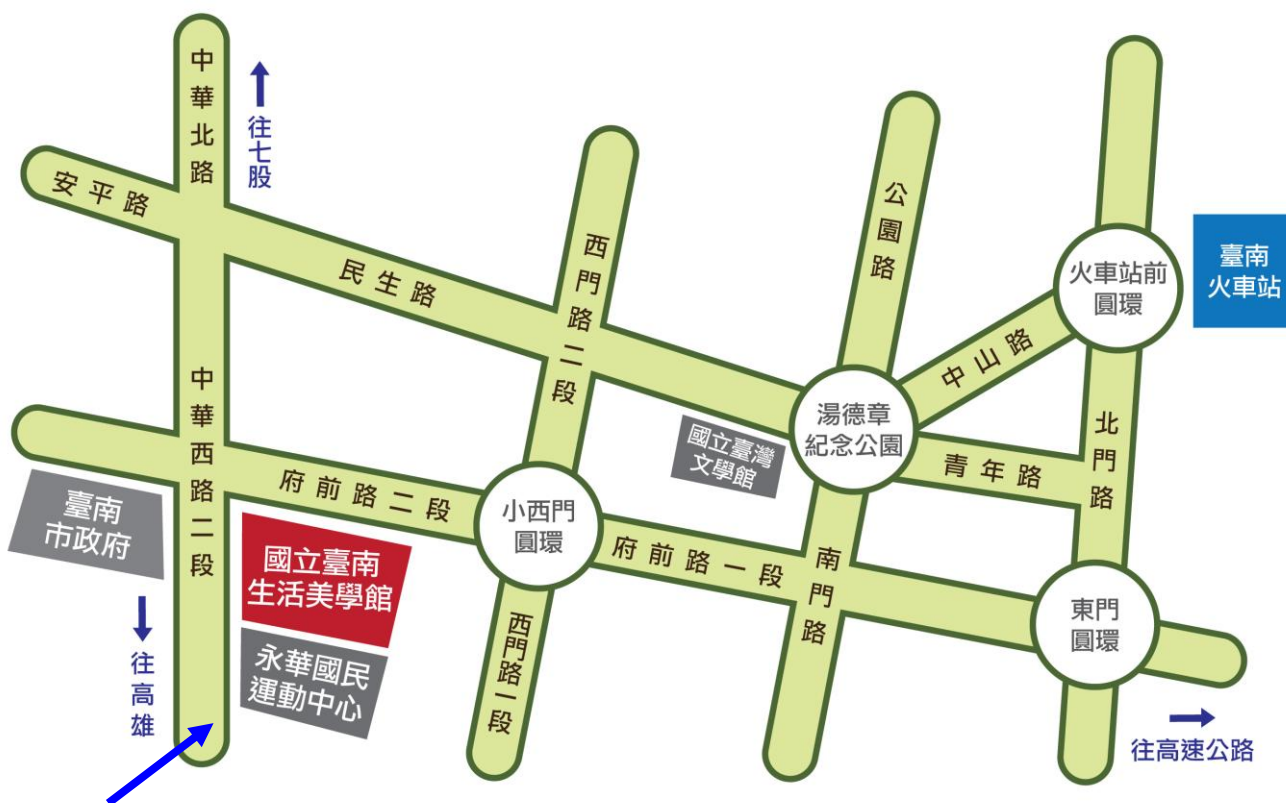 中華北路
往七股
安平路
民生路
西門路二段
公園路
火車站前
圓環
臺南
火車站
中山路
中華西路二段
湯德章
紀念公園
國立臺灣
文學館
青年路
北門路
臺南
市政府
府前路二段
小西門
圓環
府前路一段
南門路
國立臺南
生活美學館
東門
圓環
永華國民
運動中心
西門路一段
往高雄
往高速公路